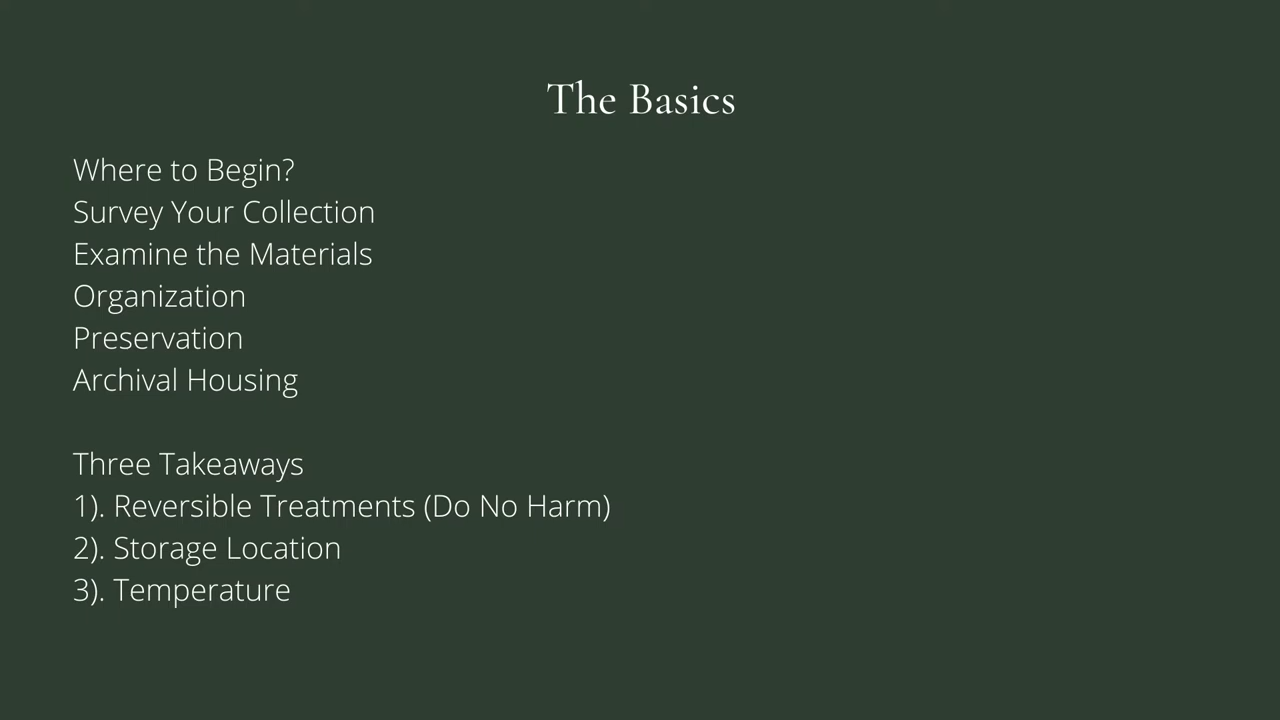 The Basics
Where to Begin?
Survey Your Collection
Examine the Materials
Organization
Preservation
Archival Housing
Three Takeaways
1). Reversible Treatments (Do No Harm)
2). Storage Location
3). Temperature